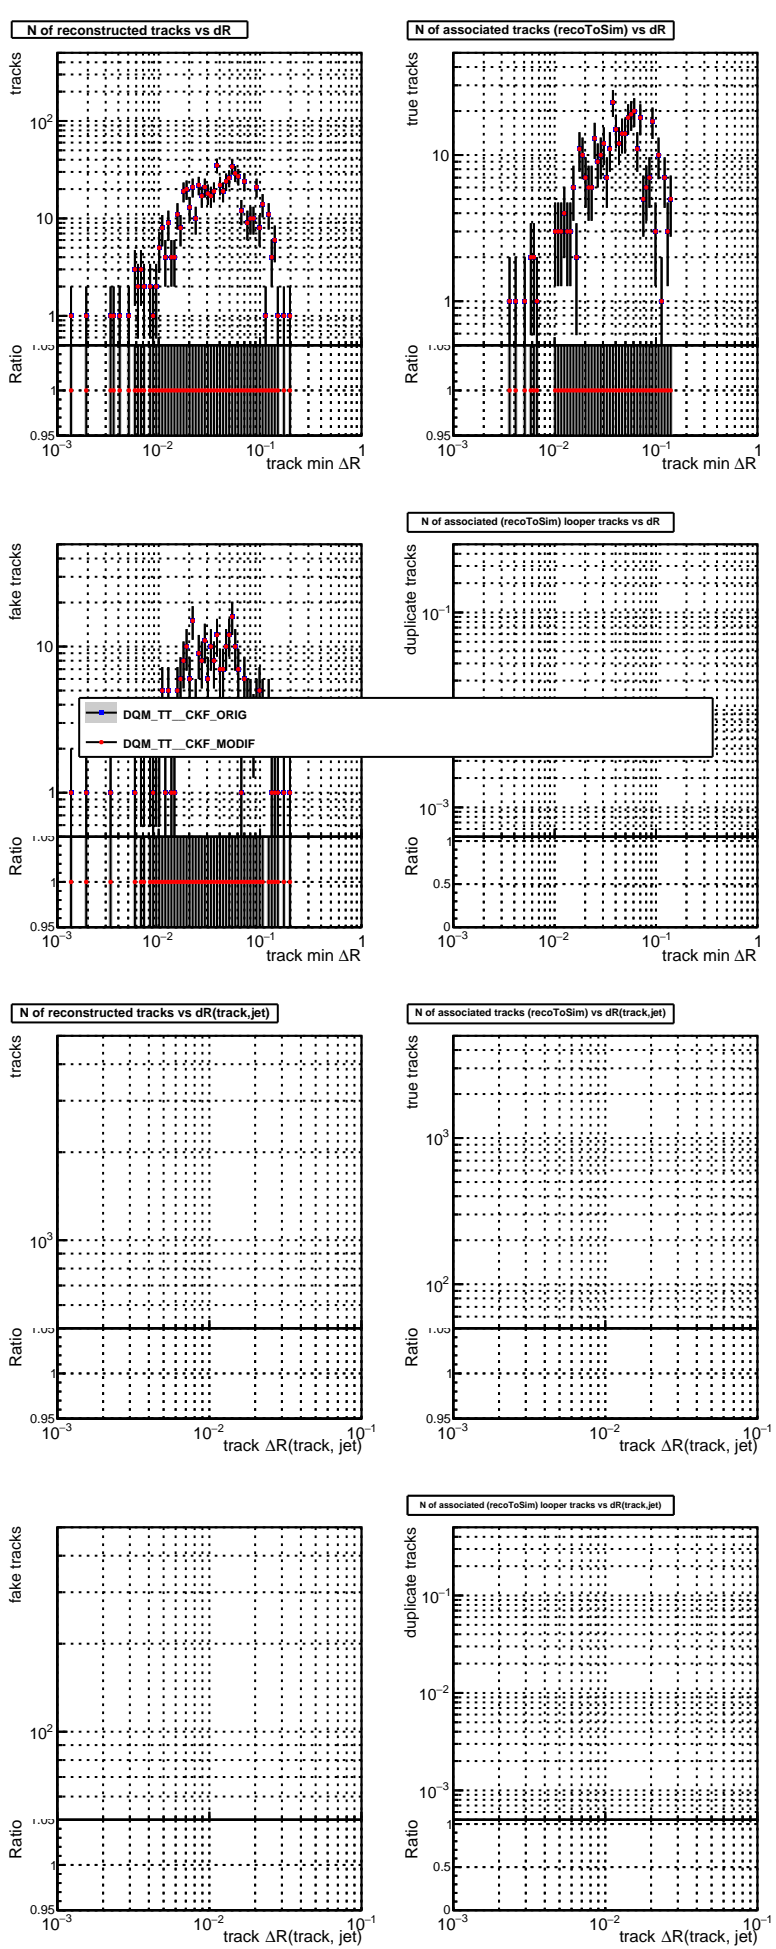 N of reconstructed tracks vs dR
tracks
10²
10
1
Ratio
1.05
1
0.95
10⁻³ 10⁻² 10⁻¹ 1
track min ΔR
N of associated tracks (recoToSim) vs dR
true tracks
10
1
Ratio
1.05
1
0.95
10⁻³ 10⁻² 10⁻¹ 1
track min ΔR
fake tracks
10
1
Ratio
1.05
1
0.95
10⁻³ 10⁻² 10⁻¹ 1
track min ΔR
N of associated (recoToSim) looper tracks vs dR
duplicate tracks
10⁻¹
10⁻³
Ratio
1
0.5
0
10⁻³ 10⁻² 10⁻¹ 1
track min ΔR
DQM_TT__CKF_ORIG
DQM_TT__CKF_MODIF
N of reconstructed tracks vs dR(track,jet)
tracks
10³
Ratio
1.05
1
0.95
10⁻³ 10⁻² 10⁻¹
track ΔR(track, jet)
N of associated tracks (recoToSim) vs dR(track,jet)
true tracks
10³
10²
Ratio
1.05
1
0.95
10⁻³ 10⁻² 10⁻¹
track ΔR(track, jet)
fake tracks
10²
Ratio
1.05
1
0.95
10⁻³ 10⁻² 10⁻¹
track ΔR(track, jet)
N of associated (recoToSim) looper tracks vs dR(track,jet)
duplicate tracks
10⁻¹
10⁻²
10⁻³
Ratio
1
0.5
0
10⁻³ 10⁻² 10⁻¹
track ΔR(track, jet)